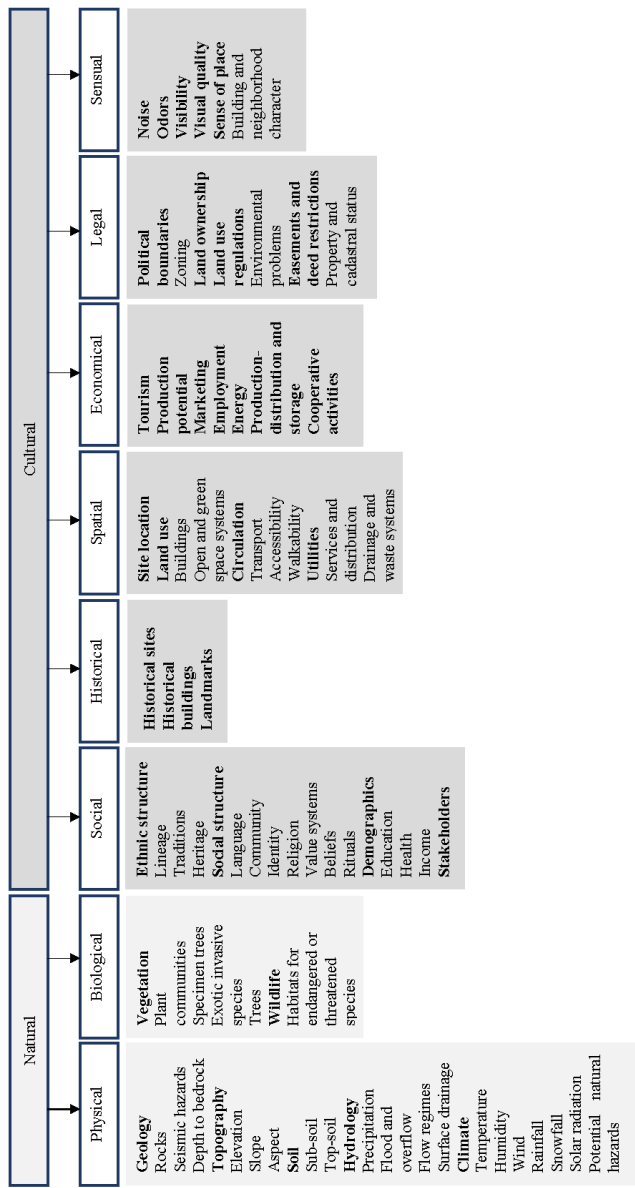 Natural
Cultural
Physical
Biological
Social
Historical
Spatial
Economical
Legal
Sensual
Geology
Rocks
Seismic hazards
Depth to bedrock
Topography
Elevation
Slope
Aspect
Soil
Sub-soil
Top-soil
Hydrology
Precipitation
Flood and
overflow
Flow regimes
Surface drainage
Climate
Temperature
Humidity
Wind
Rainfall
Snowfall
Solar radiation
Potential natural
hazards
Vegetation
Plant
communities
Specimen trees
Exotic invasive
species
Trees
Wildlife
Habitats for
endangered or
threatened
species
Ethnic structure
Lineage
Traditions
Heritage
Social structure
Language
Community
Identity
Religion
Value systems
Beliefs
Rituals
Demographics
Education
Health
Income
Stakeholders
Historical sites
Historical
buildings
Landmarks
Site location
Land use
Buildings
Open and green
space systems
Circulation
Transport
Accessibility
Walkability
Utilities
Services and
distribution
Drainage and
waste systems
Tourism
Production
potential
Marketing
Employment
Energy
Production-
distribution and
storage
Cooperative
activities
Political
boundaries
Zoning
Land ownership
Land use
regulations
Environmental
problems
Easements and
deed restrictions
Property and
cadastral status
Noise
Odors
Visibility
Visual quality
Sense of place
Building and
neighborhood
character